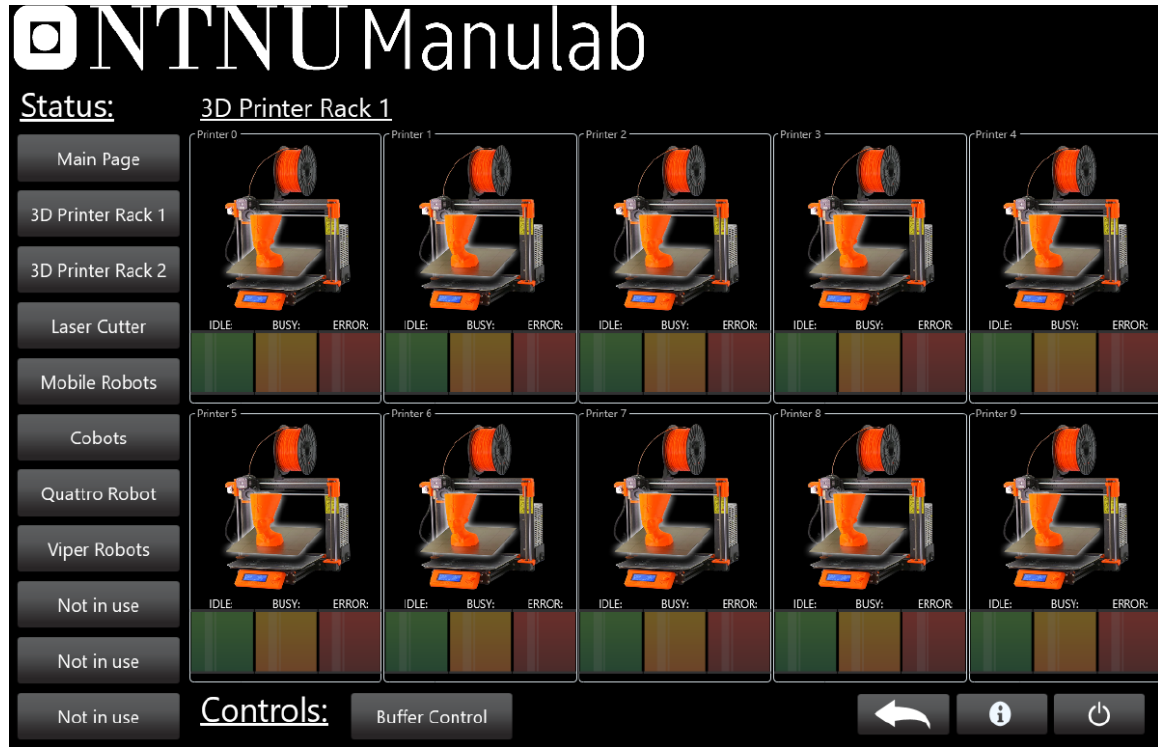 NTNU Manulab
Status:
3D Printer Rack 1
Main Page
3D Printer Rack 1
3D Printer Rack 2
Laser Cutter
Mobile Robots
Cobots
Quattro Robot
Viper Robots
Not in use
Not in use
Not in use
Printer 0
Printer 1
Printer 2
Printer 3
Printer 4
IDLE: BUSY: ERROR:
IDLE: BUSY: ERROR:
IDLE: BUSY: ERROR:
IDLE: BUSY: ERROR:
IDLE: BUSY: ERROR:
Printer 5
Printer 6
Printer 7
Printer 8
Printer 9
IDLE: BUSY: ERROR:
IDLE: BUSY: ERROR:
IDLE: BUSY: ERROR:
IDLE: BUSY: ERROR:
IDLE: BUSY: ERROR:
Controls:
Buffer Control